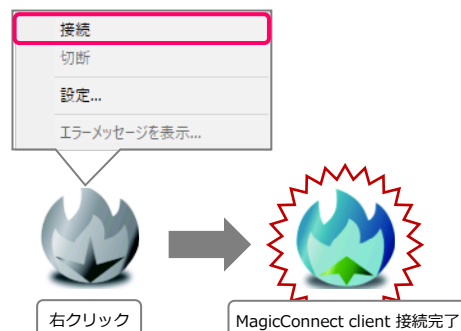 接続
切断
設定...
エラーメッセージを表示...
右クリック
MagicConnect client 接続完了